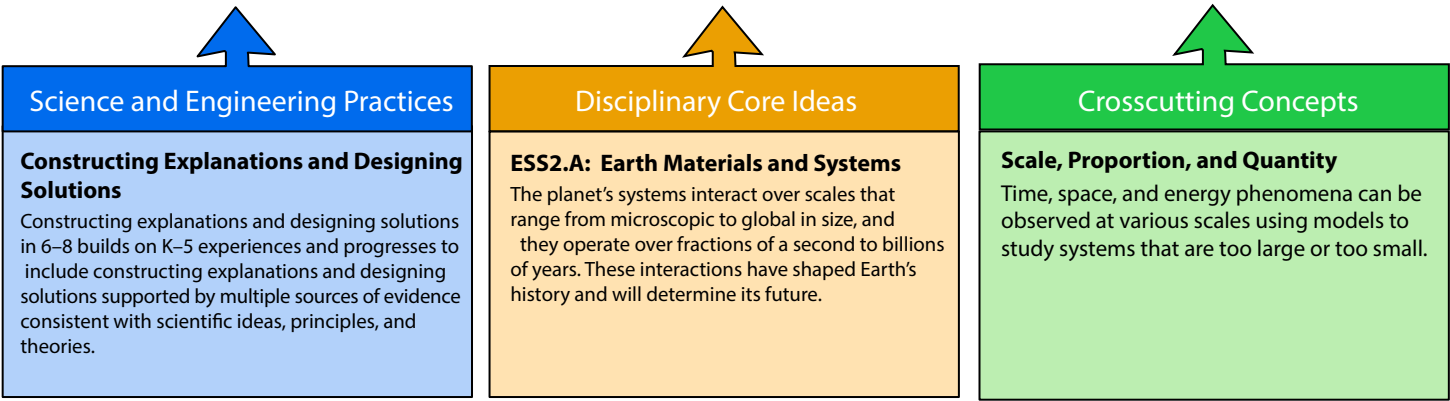 Science and Engineering Practices
Constructing Explanations and Designing
Solutions
Constructing explanations and designing solutions
in 6–8 builds on K–5 experiences and progresses to
include constructing explanations and designing
solutions supported by multiple sources of evidence
consistent with scientific ideas, principles, and
theories.
Disciplinary Core Ideas
ESS2.A: Earth Materials and Systems
The planet’s systems interact over scales that
range from microscopic to global in size, and
they operate over fractions of a second to billions
of years. These interactions have shaped Earth’s
history and will determine its future.
Crosscutting Concepts
Scale, Proportion, and Quantity
Time, space, and energy phenomena can be
observed at various scales using models to
study systems that are too large or too small.